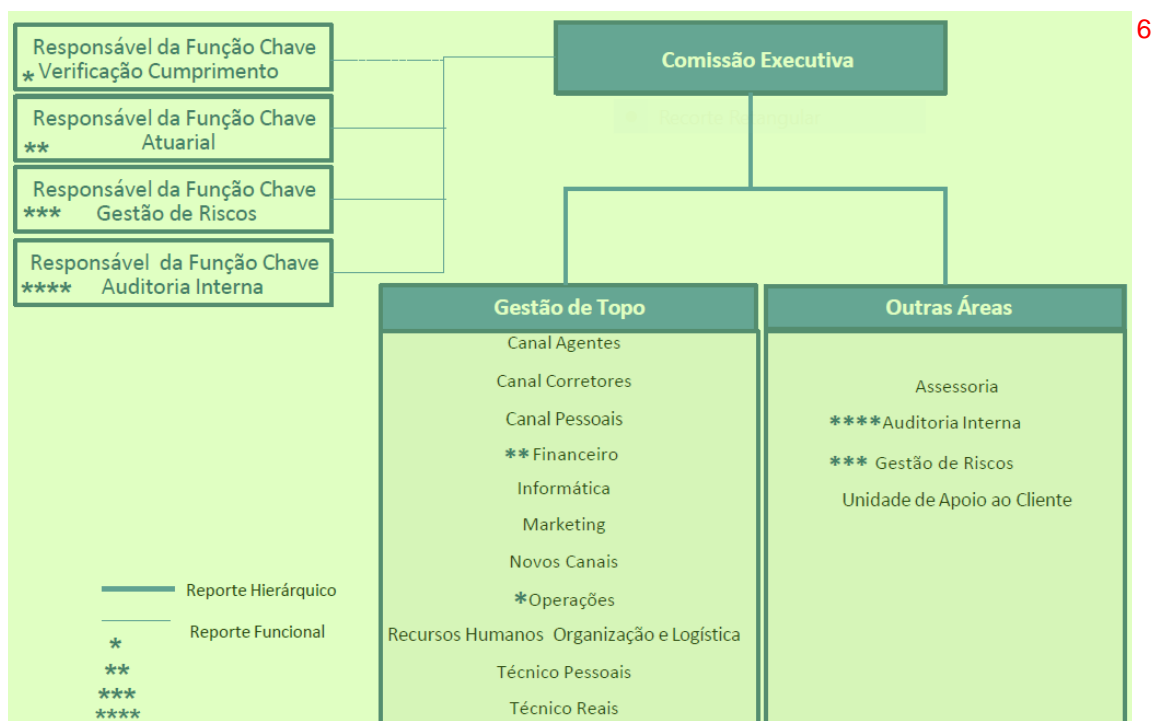 6
Responsável da Função Chave
* Verificação Cumprimento
Comissão Executiva
Recorte Retangular
Responsável da Função Chave
** Atuarial
Responsável da Função Chave
*** Gestão de Riscos
Responsável da Função Chave
**** Auditoria Interna
Gestão de Topo
Canal Agentes
Canal Corretores
Canal Pessoais
** Financeiro
Informática
Marketing
Novos Canais
*Operações
Recursos Humanos Organização e Logística
Técnico Pessoais
Técnico Reais
Outras Áreas
Assessoria
****Auditoria Interna
*** Gestão de Riscos
Unidade de Apoio ao Cliente
Reporte Hierárquico
Reporte Funcional
*
**
***
****